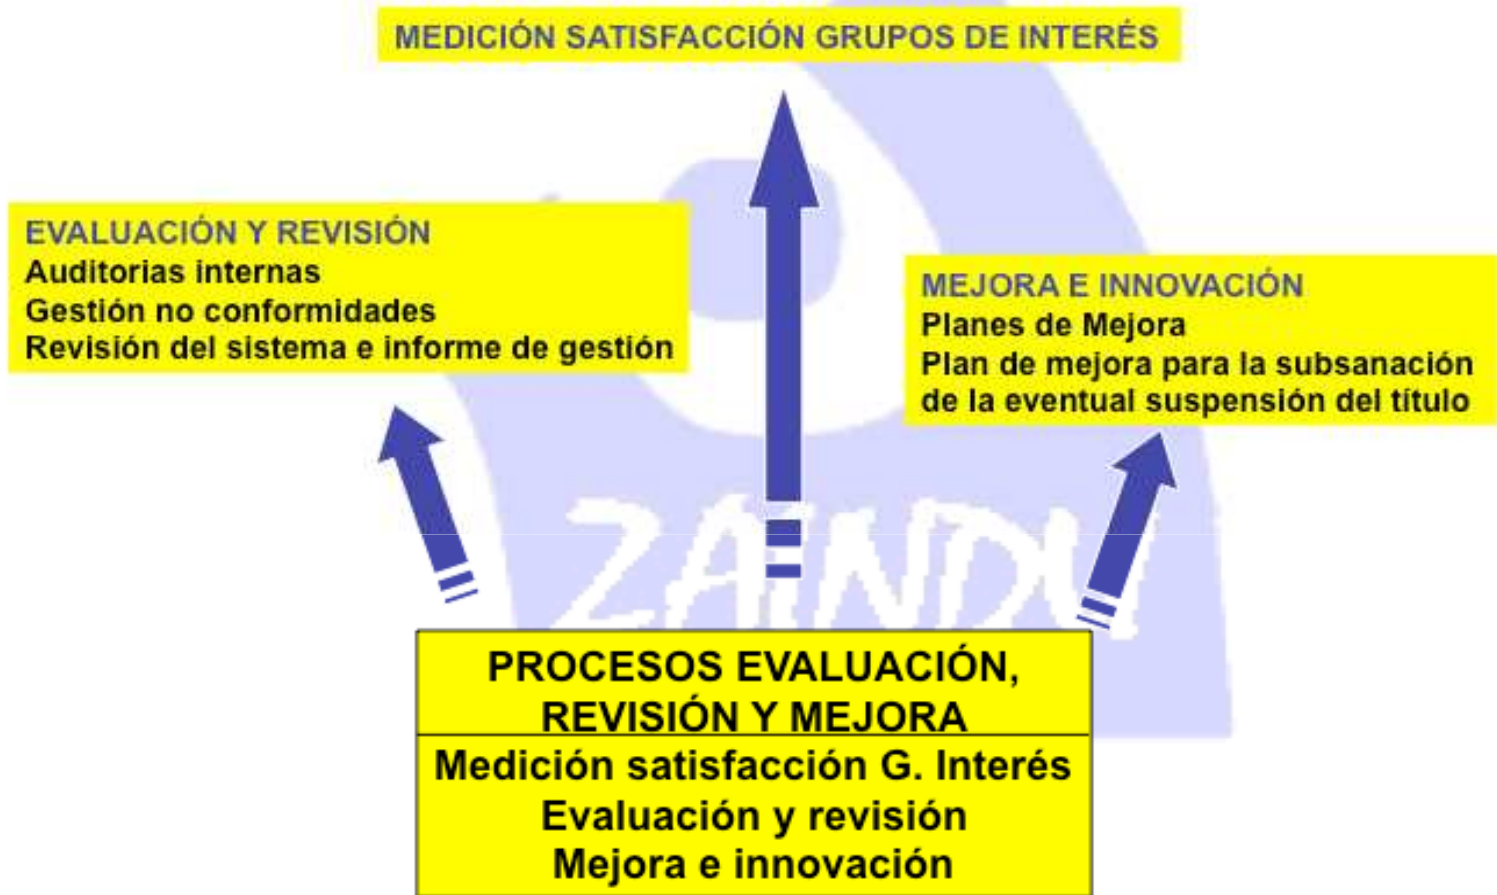 MEDICIÓN SATISFACCIÓN GRUPOS DE INTERÉS
EVALUACIÓN Y REVISIÓN
Auditorias internas
Gestión no conformidades
Revisión del sistema e informe de gestión
MEJORA E INNOVACIÓN
Planes de Mejora
Plan de mejora para la subsanación
de la eventual suspensión del título
ZAINDU
PROCESOS EVALUACIÓN,
REVISIÓN Y MEJORA
Medición satisfacción G. Interés
Evaluación y revisión
Mejora e innovación